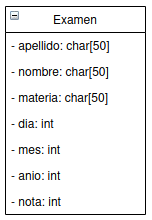 Examen
- apellido: char[50]
- nombre: char[50]
- materia: char[50]
- dia: int
- mes: int
- anio: int
- nota: int